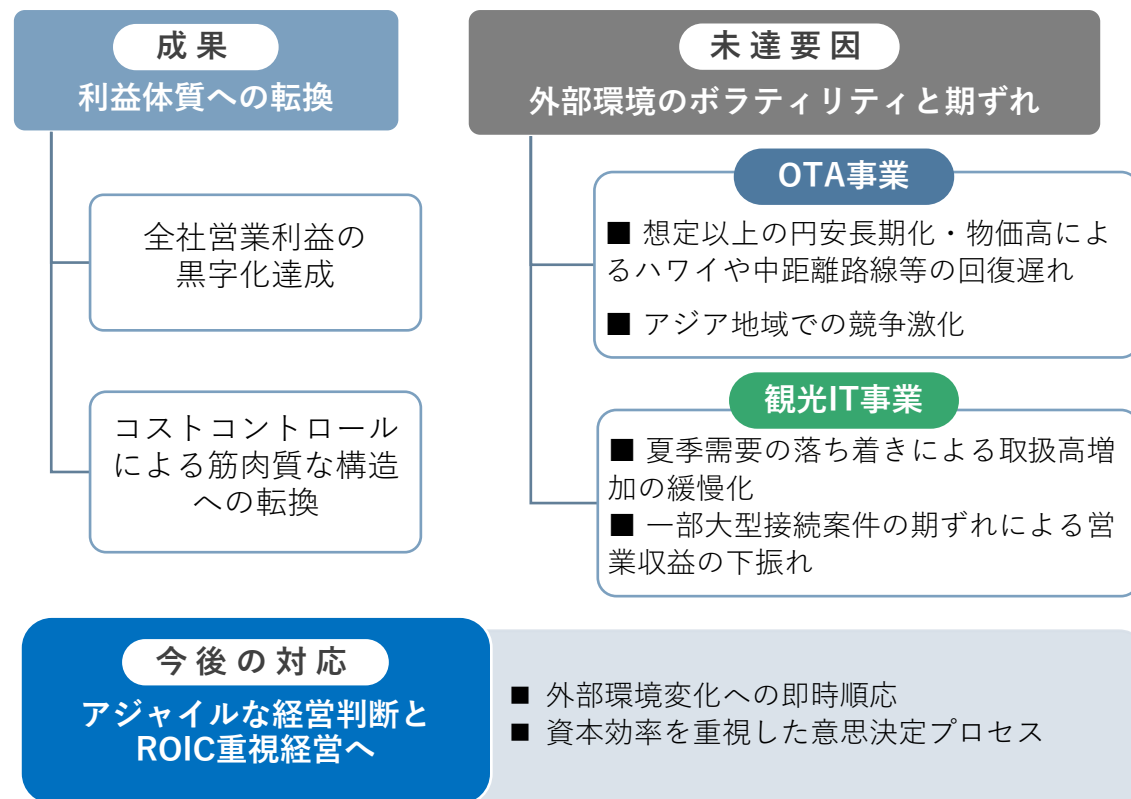 成果
利益体質への転換
全社営業利益の
黒字化達成
コストコントロール
による筋肉質な構造
への転換
未達要因
外部環境のボラティリティと期ずれ
OTA事業
■ 想定以上の円安長期化・物価高によ
るハワイや中距離路線等の回復遅れ
■ アジア地域での競争激化
観光IT事業
■ 夏季需要の落ち着きによる取扱高増
加の緩慢化
■ 一部大型接続案件の期ずれによる営
業収益の下振れ
今後の対応
アジャイルな経営判断と
ROIC重視経営へ
■ 外部環境変化への即時順応
■ 資本効率を重視した意思決定プロセス